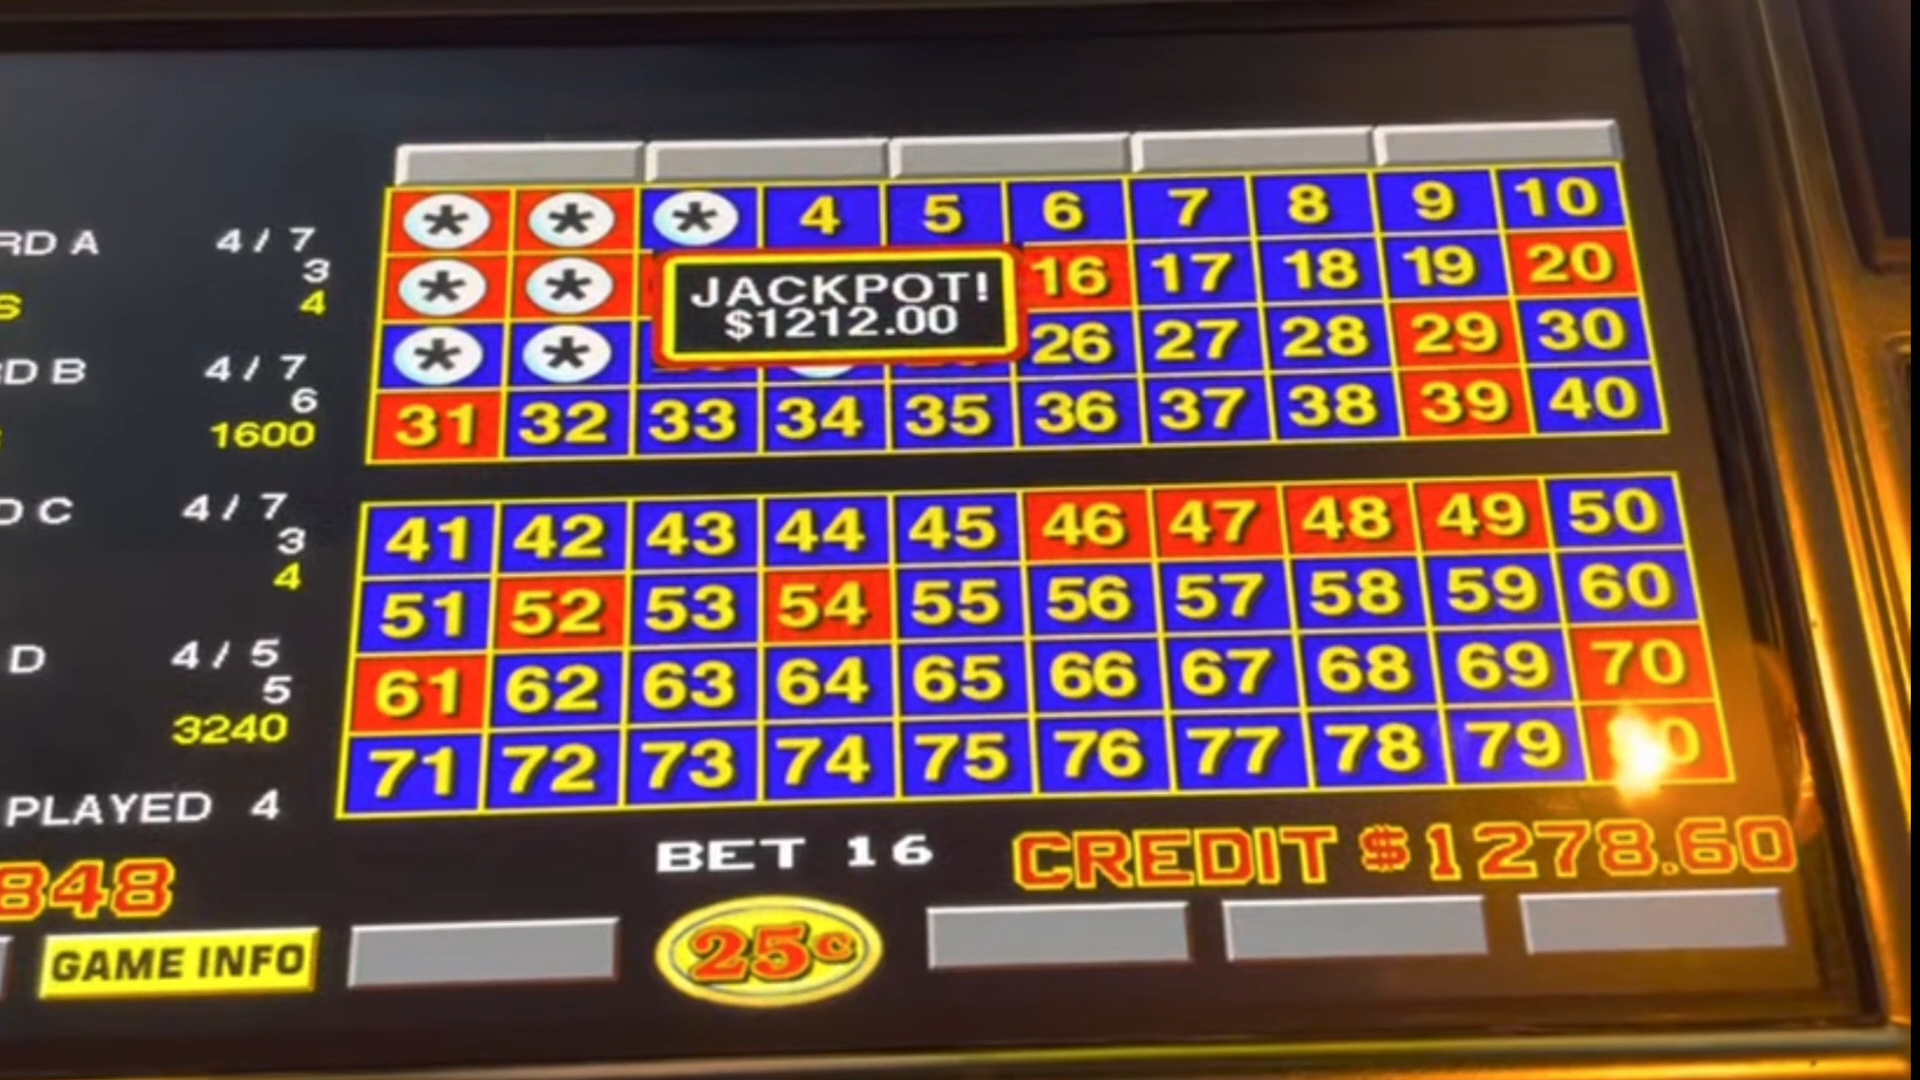 RD A 4/7
3
S 4
RD B 4/7
6
1600
D C 4/7
3
4
D 4/5
5
3240
PLAYED 4
848
GAME INFO
* * * 4 5 6 7 8 9 10
* * 16 17 18 19 20
* * 26 27 28 29 30
JACKPOT!
$1212.00
31 32 33 34 35 36 37 38 39 40
41 42 43 44 45 46 47 48 49 50
51 52 53 54 55 56 57 58 59 60
61 62 63 64 65 66 67 68 69 70
71 72 73 74 75 76 77 78 79
BET 16
CREDIT $1278.60
25¢